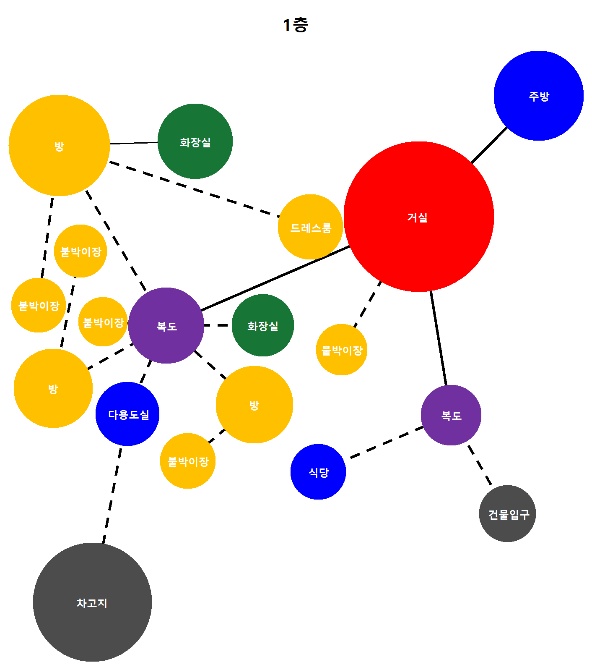 1층
주방
방
화장실
거실
드레스룸
붙박이장
붙박이장
붙박이장
복도
화장실
붙박이장
방
방
다용도실
복도
붙박이장
식당
건물입구
차고지